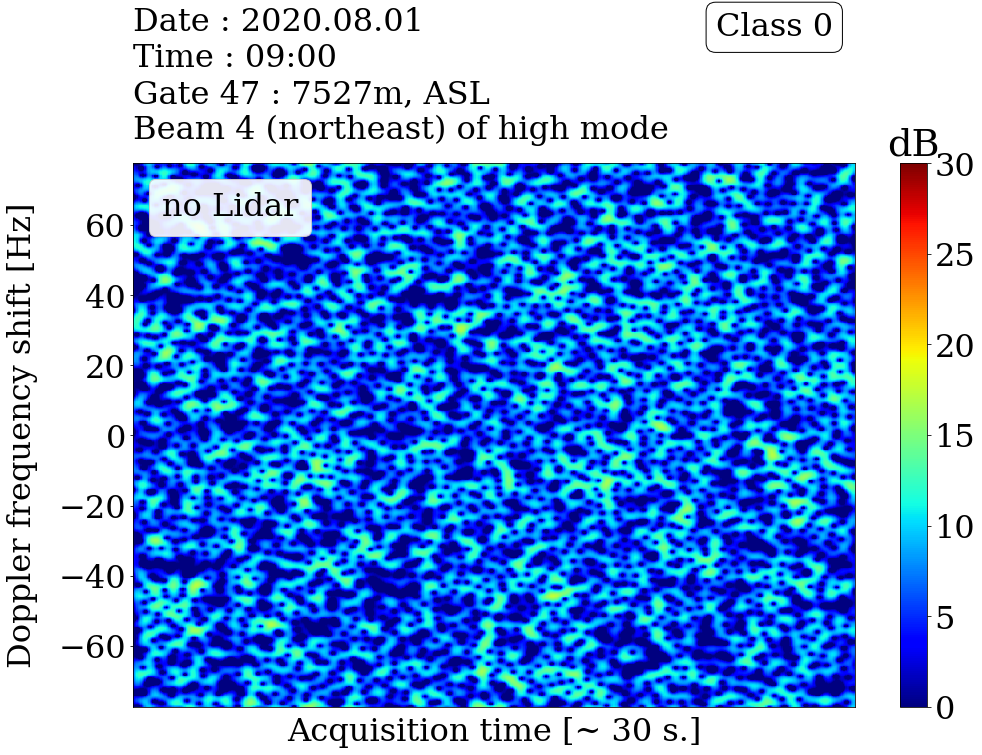 Date : 2020.08.01
Time : 09:00
Gate 47 : 7527m, ASL
Beam 4 (northeast) of high mode
Class 0
dB
no Lidar
Doppler frequency shift [Hz]
60
40
20
0
−20
−40
−60
30
25
20
15
10
5
0
Acquisition time [~ 30 s.]